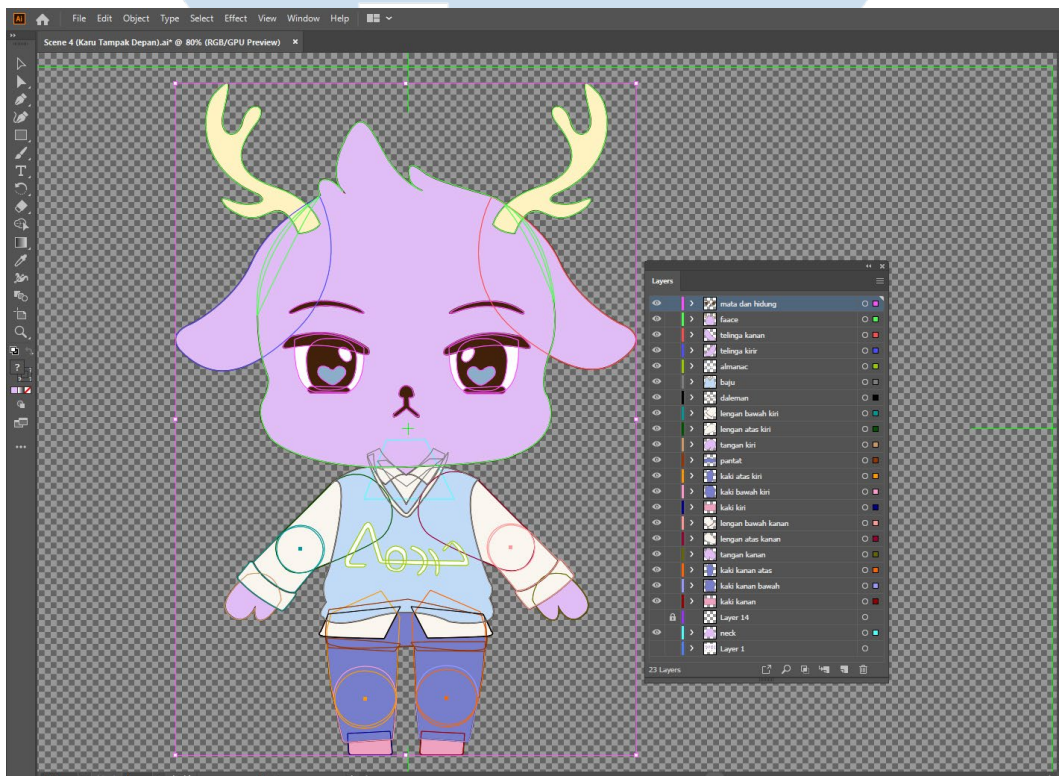 Ai File Edit Object Type Select Effect View Window Help
Scene 4 (Karu Tampak Depan).ai* @ 80% (RGB/GPU Preview) ×
Layers
mata dan hidung
faace
telinga kanan
telinga kirir
almanac
baju
daleman
lengan bawah kiri
lengan atas kiri
tangan kiri
pantat
kaki atas kiri
kaki bawah kiri
kaki kiri
lengan bawah kanan
lengan atas kanan
tangan kanan
kaki kanan atas
kaki kanan bawah
kaki kanan
Layer 14
neck
Layer 1
23 Layers